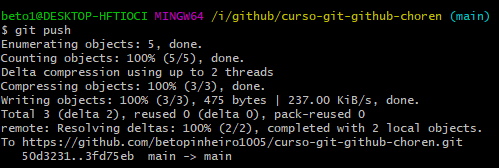 beto1@DESKTOP-HFTIOCI MINGW64 /i/github/curso-git-github-choren (main)
$ git push
Enumerating objects: 5, done.
Counting objects: 100% (5/5), done.
Delta compression using up to 2 threads
Compressing objects: 100% (3/3), done.
Writing objects: 100% (3/3), 475 bytes | 237.00 KiB/s, done.
Total 3 (delta 2), reused 0 (delta 0), pack-reused 0
remote: Resolving deltas: 100% (2/2), completed with 2 local objects.
To https://github.com/betopinheiro1005/curso-git-github-choren.git
   50d3231..3fd75eb  main -> main